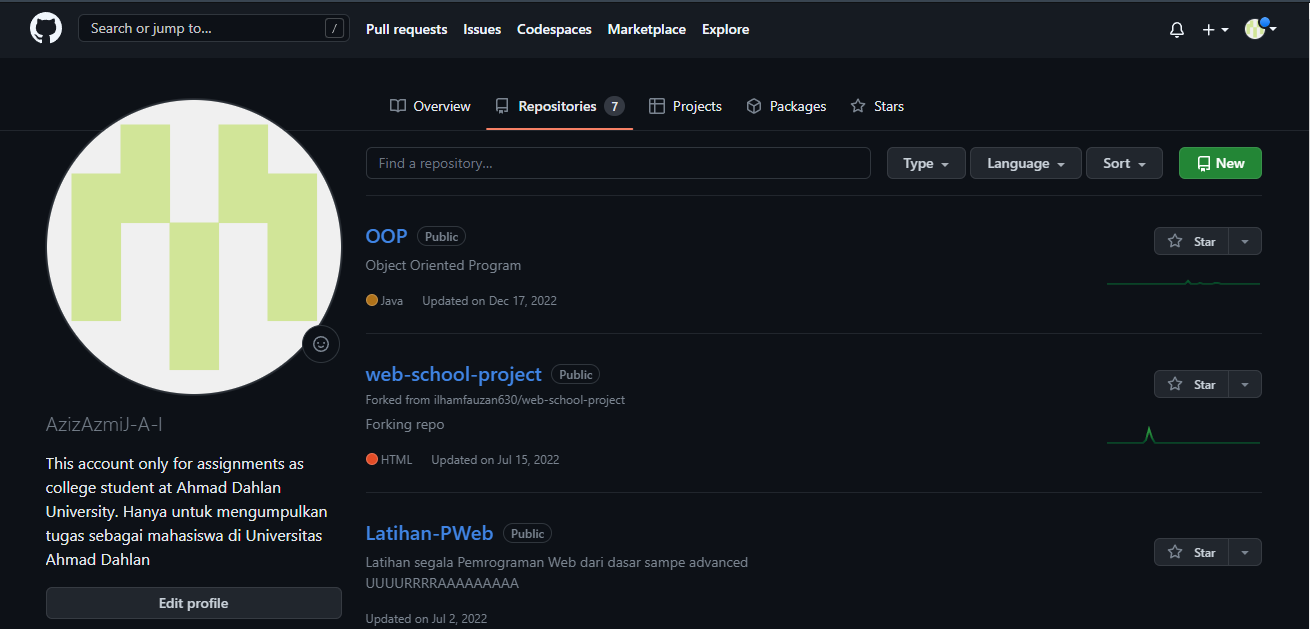 Search or jump to... /
Pull requests Issues Codespaces Marketplace Explore
Overview Repositories 7 Projects Packages Stars
Find a repository...
Type Language Sort New
AzizAzmiJ-A-I
This account only for assignments as
college student at Ahmad Dahlan
University. Hanya untuk mengumpulkan
tugas sebagai mahasiswa di Universitas
Ahmad Dahlan
Edit profile
OOP Public
Star
Object Oriented Program
Java Updated on Dec 17, 2022
web-school-project Public
Star
Forked from ilhamfauzan630/web-school-project
Forking repo
HTML Updated on Jul 15, 2022
Latihan-PWeb Public
Star
Latihan segala Pemrograman Web dari dasar sampe advanced
UUUURRRRAAAAAAAAA
Updated on Jul 2, 2022